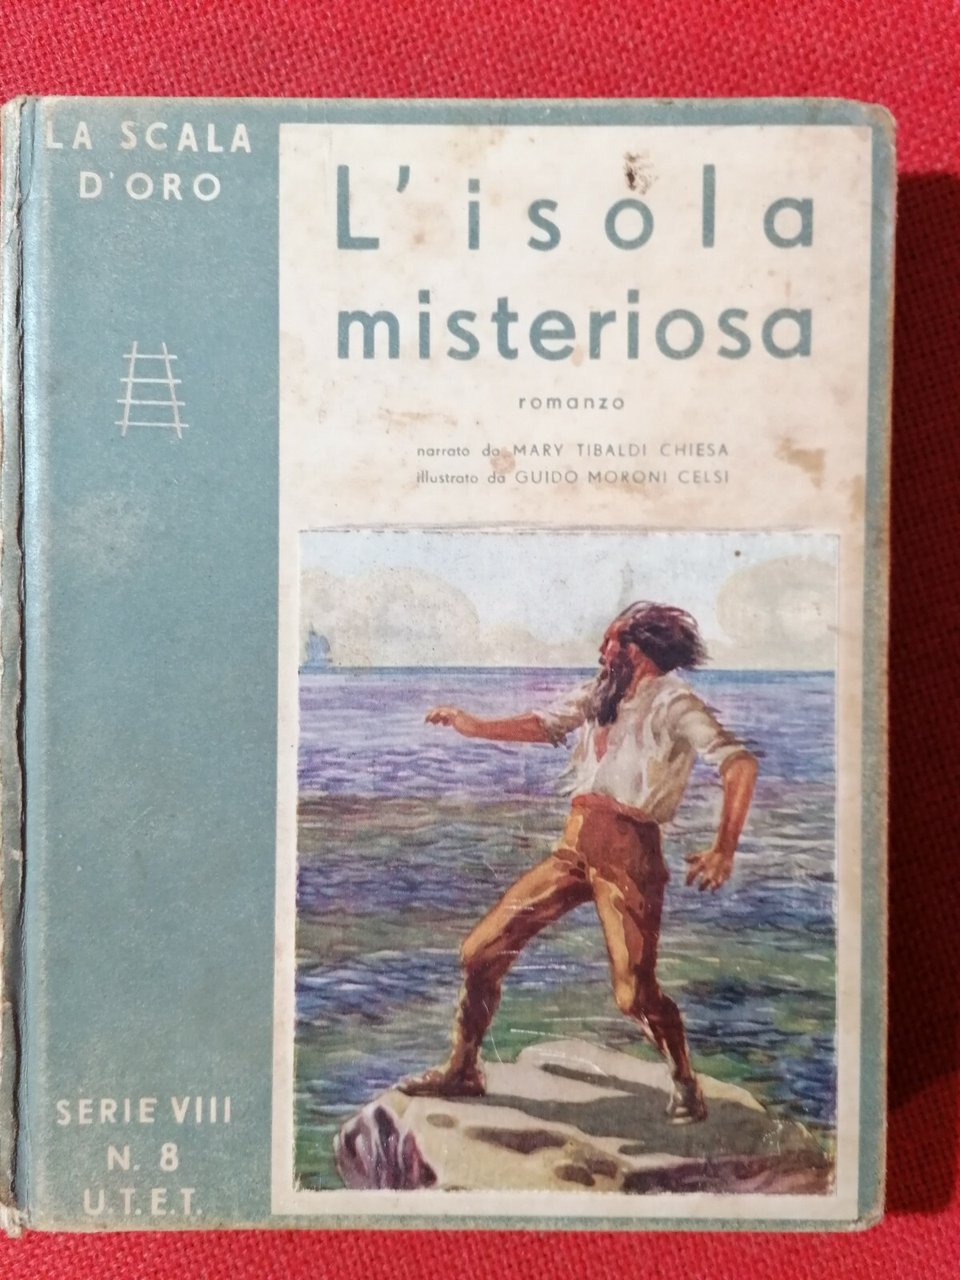 LA SCALA
D'ORO
L'isola
misteriosa
romanzo
narrato da MARY TIBALDI CHIESA
illustrato da GUIDO MORONI CELSI
SERIE VIII
N. 8
U.T.E.T.